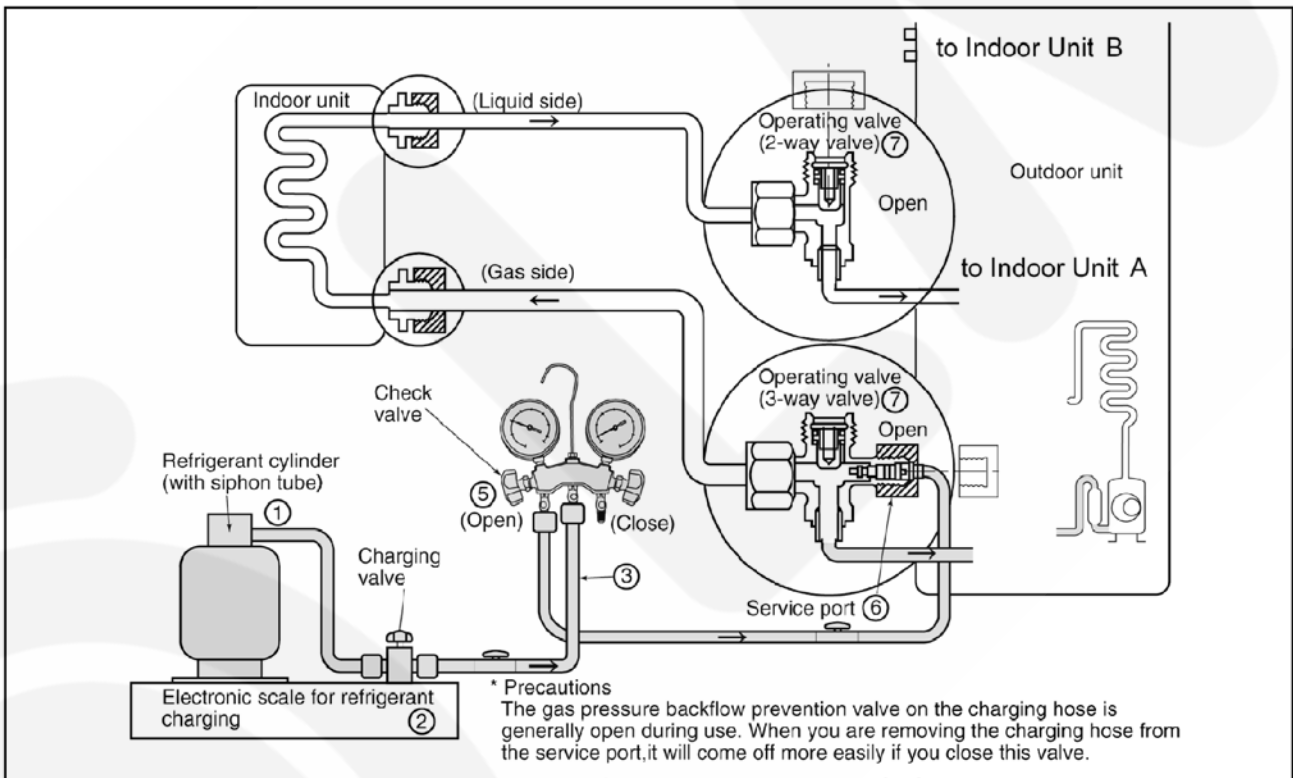 to Indoor Unit B
Indoor unit
(Liquid side)
Operating valve
(2-way valve) ⑦
Outdoor unit
Open
to Indoor Unit A
(Gas side)
Operating valve
(3-way valve) ⑦
Open
Check
valve
Refrigerant cylinder
(with siphon tube)
①
⑤
(Open)
(Close)
Charging
valve
③
Service port ⑥
Electronic scale for refrigerant
charging ②
* Precautions
The gas pressure backflow prevention valve on the charging hose is
generally open during use. When you are removing the charging hose from
the service port,it will come off more easily if you close this valve.